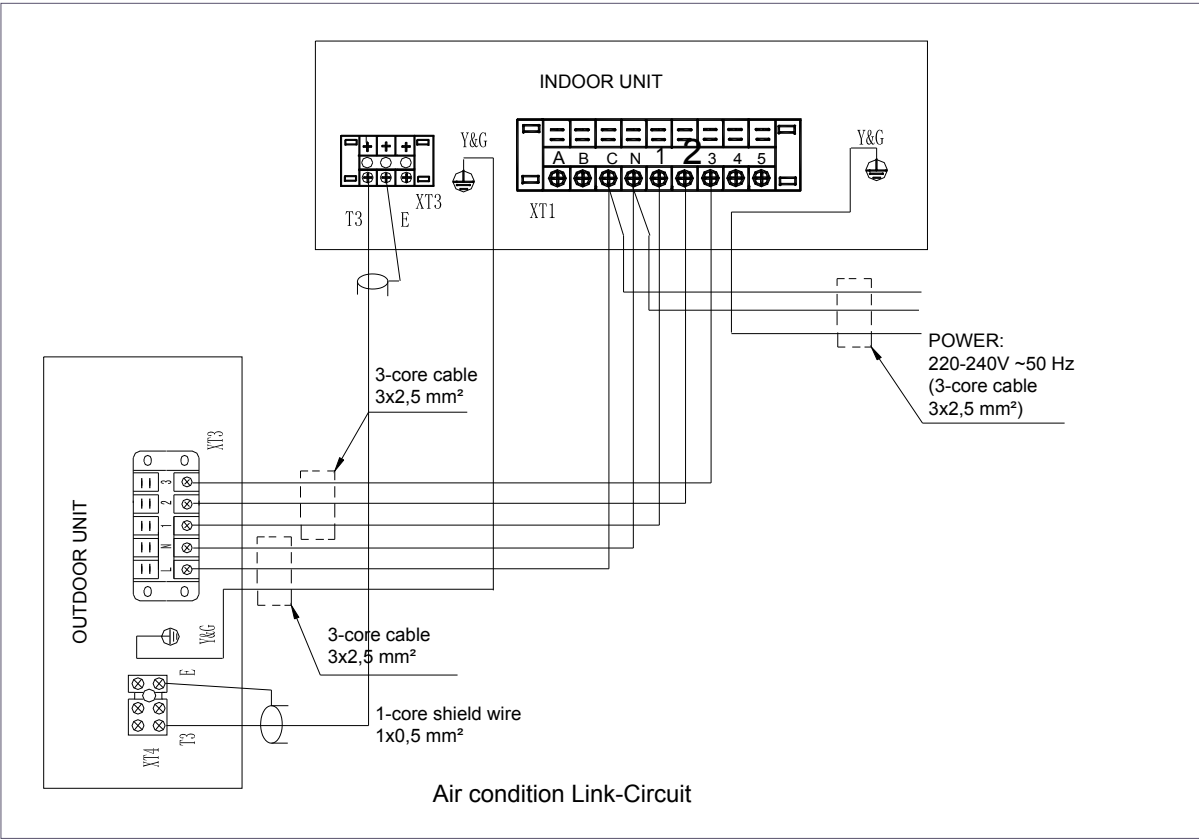 INDOOR UNIT
Y&G
Y&G
A B C N 1 2 3 4 5
XT3
XT1
T3 E
POWER:
220-240V ~50 Hz
(3-core cable
3x2,5 mm²)
3-core cable
3x2,5 mm²
XT3
3
2
1
N
L
OUTDOOR UNIT
Y&G
3-core cable
3x2,5 mm²
E
T3
XT4
1-core shield wire
1x0,5 mm²
Air condition Link-Circuit